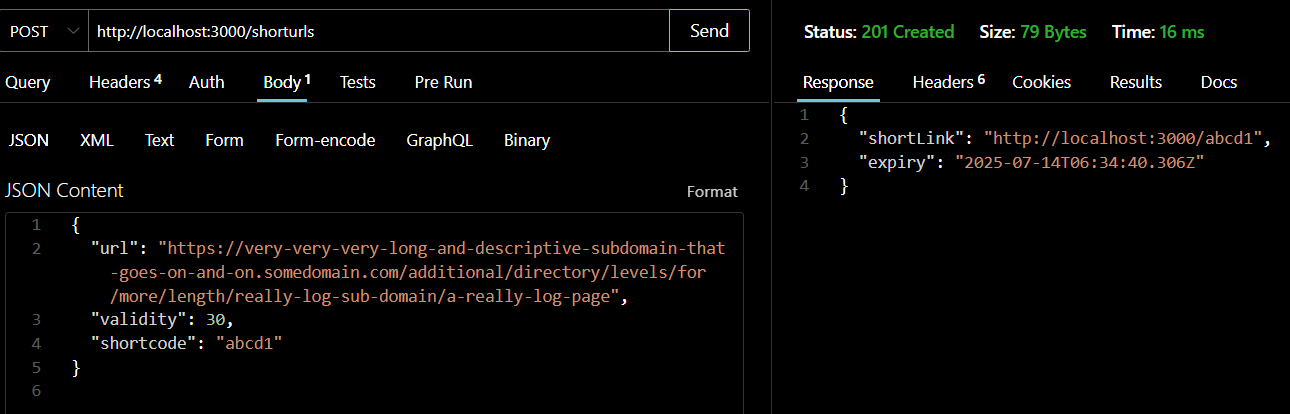 POST http://localhost:3000/shorturls Send
Query Headers 4 Auth Body 1 Tests Pre Run
JSON XML Text Form Form-encode GraphQL Binary
JSON Content Format
1 {
2 "url": "https://very-very-very-long-and-descriptive-subdomain-that
-goes-on-and-on.somedomain.com/additional/directory/levels/for
/more/length/really-log-sub-domain/a-really-log-page",
3 "validity": 30,
4 "shortcode": "abcd1"
5 }
6
Status: 201 Created Size: 79 Bytes Time: 16 ms
Response Headers 6 Cookies Results Docs
1 {
2 "shortLink": "http://localhost:3000/abcd1",
3 "expiry": "2025-07-14T06:34:40.306Z"
4 }